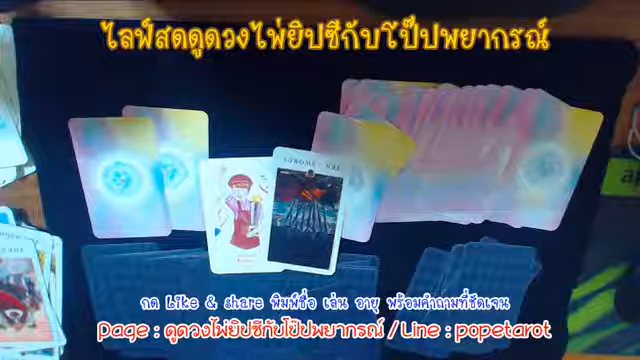 ไลฟ์สดดูดวงไพ่ยิปซีกับโป๊ปพยากรณ์
TEN - SWORDS
กด Like & share พิมพ์ชื่อ เล่น อายุ พร้อมคำถามที่ชัดเจน
Page : ดูดวงไพ่ยิปซีกับโป๊ปพยากรณ์ / Line : popetarot